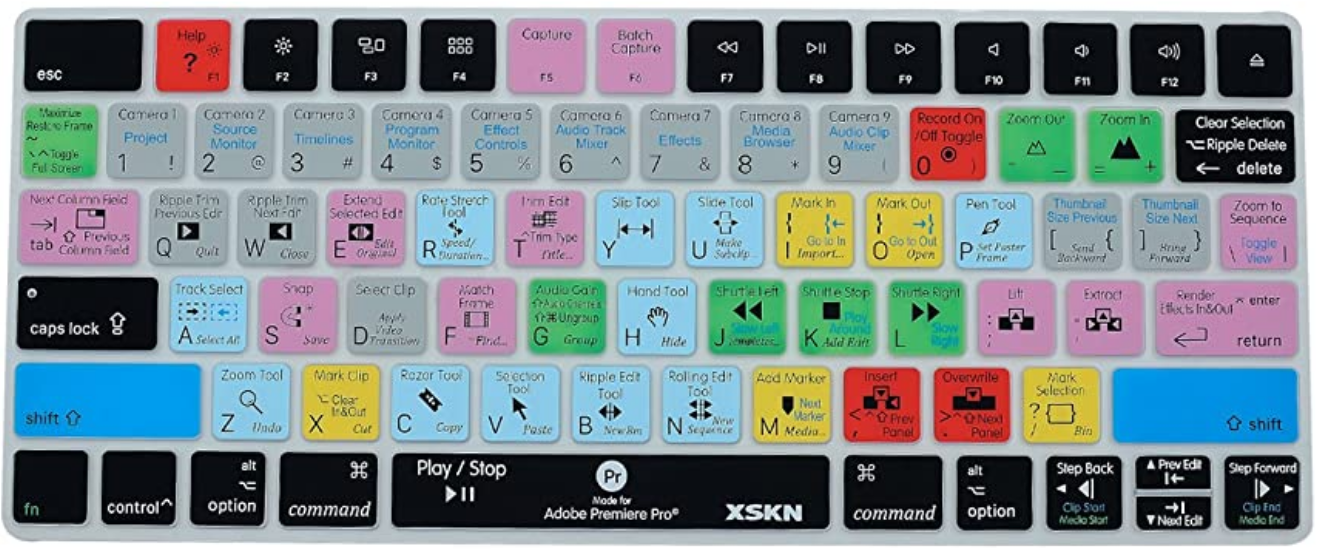 esc
Help
?
F1
F2
F3
F4
Capture
F5
Batch
Capture
F6
F7
F8
F9
F10
F11
F12
Maximize
Restore Frame
~
\ ^ Toggle
Full Screen
Camera 1
Project
1 !
Camera 2
Source
Monitor
2 @
Camera 3
Timelines
3 #
Camera 4
Program
Monitor
4 $
Camera 5
Effect
Controls
5 %
Camera 6
Audio Track
Mixer
6 ^
Camera 7
Effects
7 &
Camera 8
Media
Browser
8 *
Camera 9
Audio Clip
Mixer
9 (
Record On
/Off Toggle
0 )
Zoom Out
- _
Zoom In
= +
Clear Selection
⌥ Ripple Delete
← delete
Next Column Field
→|
tab ⇧ Previous
Column Field
Ripple Trim
Previous Edit
Q Quit
Ripple Trim
Next Edit
W Close
Extend
Selected Edit
E Edit
Original
Rate Stretch
Tool
R Speed/
Duration...
Trim Edit
^Trim Type
T Title...
Slip Tool
Y
Slide Tool
U Make
Subclip...
Mark In
{ {←
Go to In
I Import...
Mark Out
} →}
Go to Out
O Open
Pen Tool
P Set Poster
Frame
Thumbnail
Size Previous
[ Send {
Backward
Thumbnail
Size Next
] Bring }
Forward
Zoom to
Sequence
Toggle
\ View |
caps lock ⇪
Track Select
A Select All
Snap
S Save
Select Clip
D Apply
Video
Transition
Match
Frame
F Find...
Audio Gain
⇧⌘ Ungroup
G Group
Hand Tool
H Hide
Shuttle Left
Slow Left
J
Shuttle Stop
Play
Around
K Add Edit
Shuttle Right
Slow
Right
L
Lift
;
Extract
'
Render
Effects In&Out
⌅ enter
return
shift ⇧
Zoom Tool
Z Undo
Mark Clip
⌥ Clear
In&Out
X Cut
Razor Tool
C Copy
Selection
Tool
V Paste
Ripple Edit
Tool
B New Bin
Rolling Edit
Tool
N New
Sequence
Add Marker
Next
Marker
M Media...
Insert
< ^⇧ Prev
, Panel
Overwrite
> ^⇧ Next
. Panel
Mark
Selection
?
/ Bin
⇧ shift
fn
control ^
alt
⌥
option
⌘
command
Play / Stop
Pr
Made for
Adobe Premiere Pro®
XSKN
⌘
command
alt
⌥
option
Step Back
Clip Start
Media Start
▲ Prev Edit
|←
→|
▼ Next Edit
Step Forward
Clip End
Media End